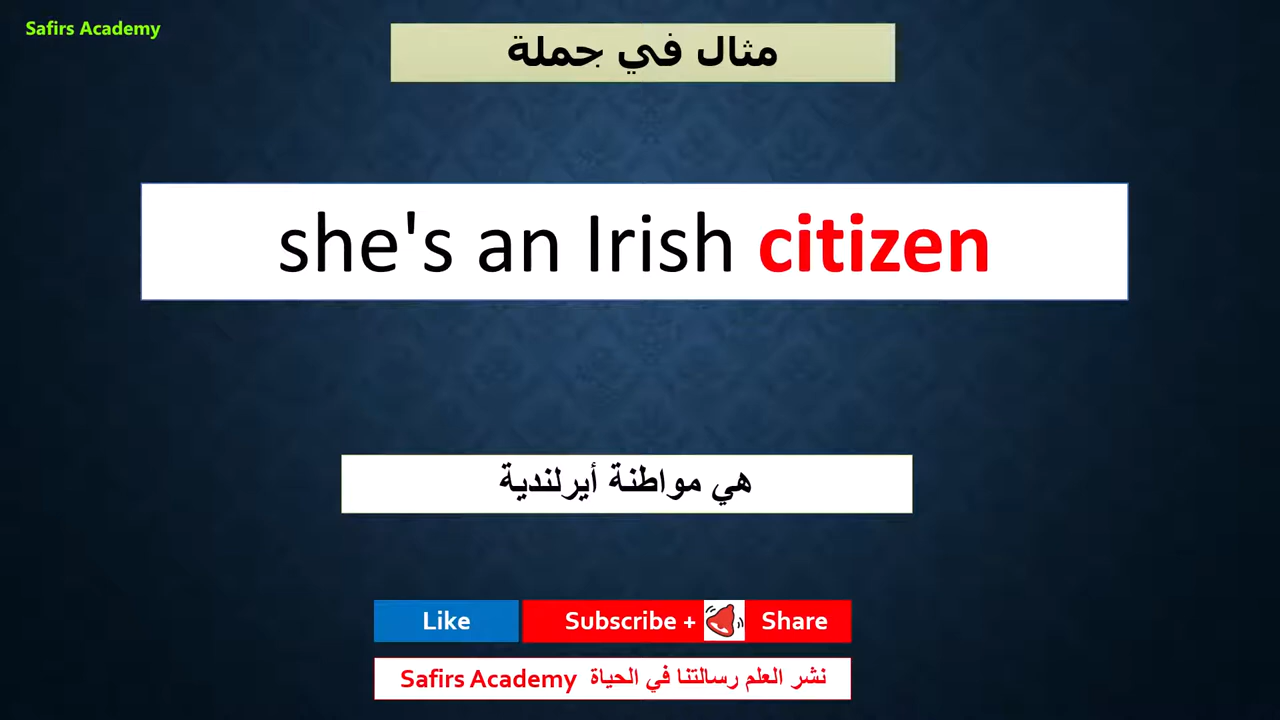 Safirs Academy
مثال في جملة
she's an Irish citizen
هي مواطنة أيرلندية
Like Subscribe + Share
نشر العلم رسالتنا في الحياة Safirs Academy